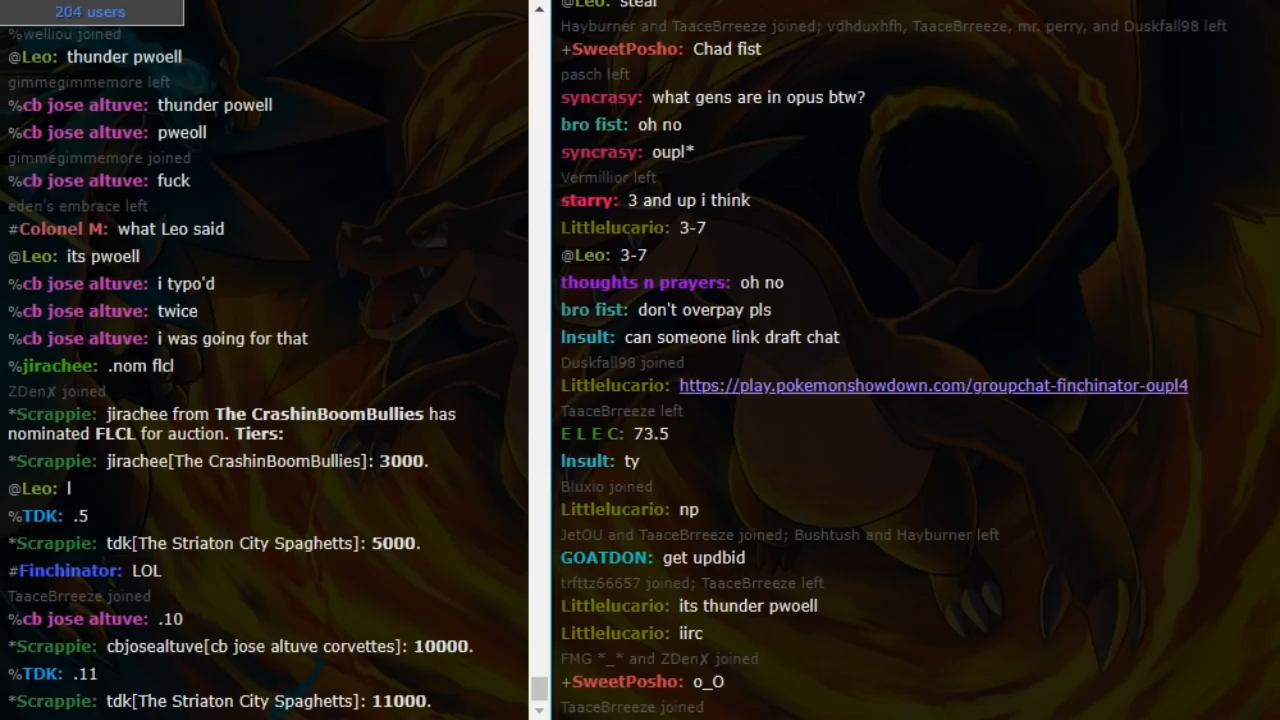 204 users
%welliou joined
@Leo: thunder pwoell
gimmegimmemore left
%cb jose altuve: thunder powell
%cb jose altuve: pweoll
gimmegimmemore joined
%cb jose altuve: fuck
eden's embrace left
#Colonel M: what Leo said
@Leo: its pwoell
%cb jose altuve: i typo'd
%cb jose altuve: twice
%cb jose altuve: i was going for that
%jirachee: .nom flcl
ZDenX joined
*Scrappie: jirachee from The CrashinBoomBullies has
nominated FLCL for auction. Tiers:
*Scrappie: jirachee[The CrashinBoomBullies]: 3000.
@Leo: l
%TDK: .5
*Scrappie: tdk[The Striaton City Spaghetts]: 5000.
#Finchinator: LOL
TaaceBrreeze joined
%cb jose altuve: .10
*Scrappie: cbjosealtuve[cb jose altuve corvettes]: 10000.
%TDK: .11
*Scrappie: tdk[The Striaton City Spaghetts]: 11000.
@Leo: steal
Hayburner and TaaceBrreeze joined; vdhduxhfh, TaaceBrreeze, mr. perry, and Duskfall98 left
+SweetPosho: Chad fist
pasch left
syncrasy: what gens are in opus btw?
bro fist: oh no
syncrasy: oupl*
Vermillior left
starry: 3 and up i think
Littlelucario: 3-7
@Leo: 3-7
thoughts n prayers: oh no
bro fist: don't overpay pls
lnsult: can someone link draft chat
Duskfall98 joined
Littlelucario: https://play.pokemonshowdown.com/groupchat-finchinator-oupl4
TaaceBrreeze left
E L E C: 73.5
lnsult: ty
Bluxio joined
Littlelucario: np
JetOU and TaaceBrreeze joined; Bushtush and Hayburner left
GOATDON: get updbid
trfttz66657 joined; TaaceBrreeze left
Littlelucario: its thunder pwoell
Littlelucario: iirc
FMG *_* and ZDenX joined
+SweetPosho: o_O
TaaceBrreeze joined